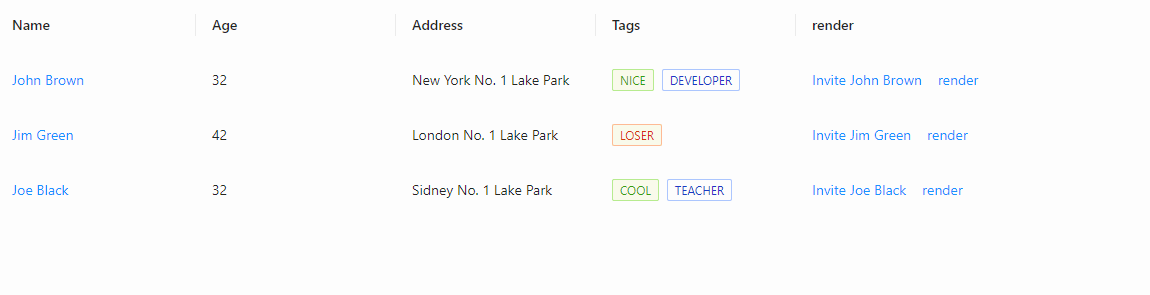 Name Age Address Tags render
John Brown 32 New York No. 1 Lake Park NICE DEVELOPER Invite John Brown render
Jim Green 42 London No. 1 Lake Park LOSER Invite Jim Green render
Joe Black 32 Sidney No. 1 Lake Park COOL TEACHER Invite Joe Black render